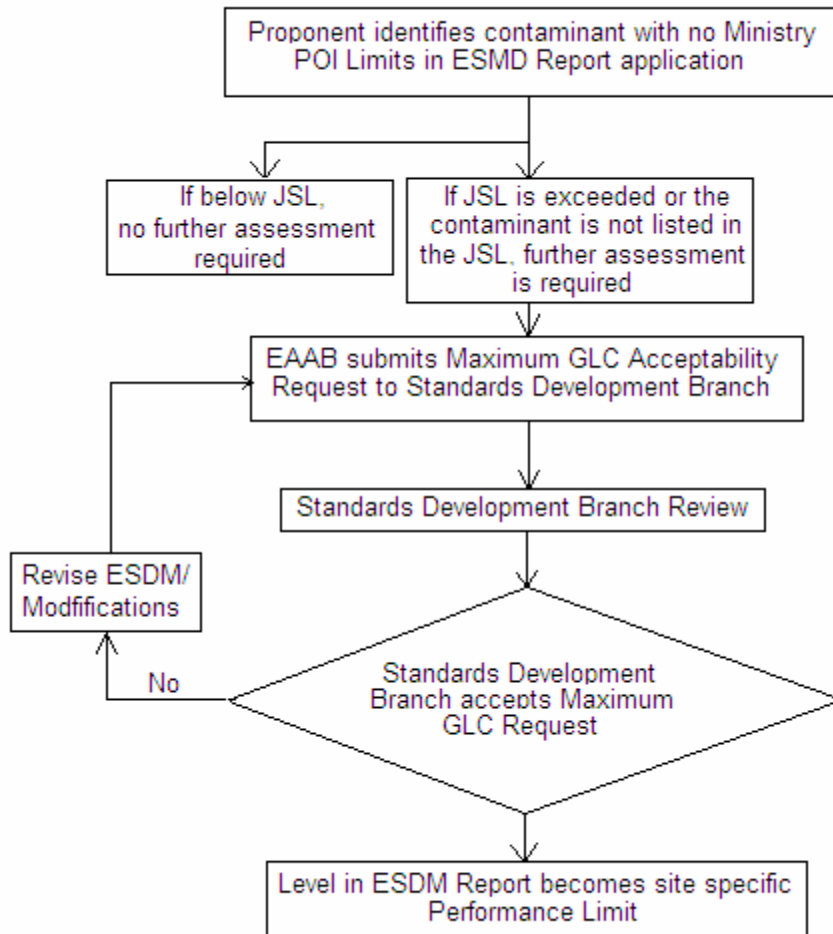 Proponent identifies contaminant with no Ministry
POI Limits in ESMD Report application
If below JSL,
no further assessment
required
If JSL is exceeded or the
contaminant is not listed in
the JSL, further assessment
is required
EAAB submits Maximum GLC Acceptability
Request to Standards Development Branch
Standards Development Branch Review
Revise ESDM/
Modfifications
No
Standards Development
Branch accepts Maximum
GLC Request
Level in ESDM Report becomes site specific
Performance Limit